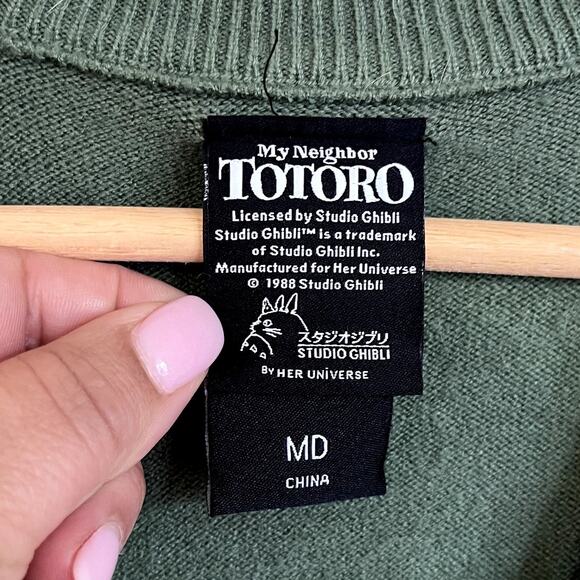 My Neighbor
TOTORO
Licensed by Studio Ghibli
Studio Ghibli™ is a trademark
of Studio Ghibli Inc.
Manufactured for Her Universe
© 1988 Studio Ghibli
スタジオジブリ
STUDIO GHIBLI
BY HER UNIVERSE
MD
CHINA